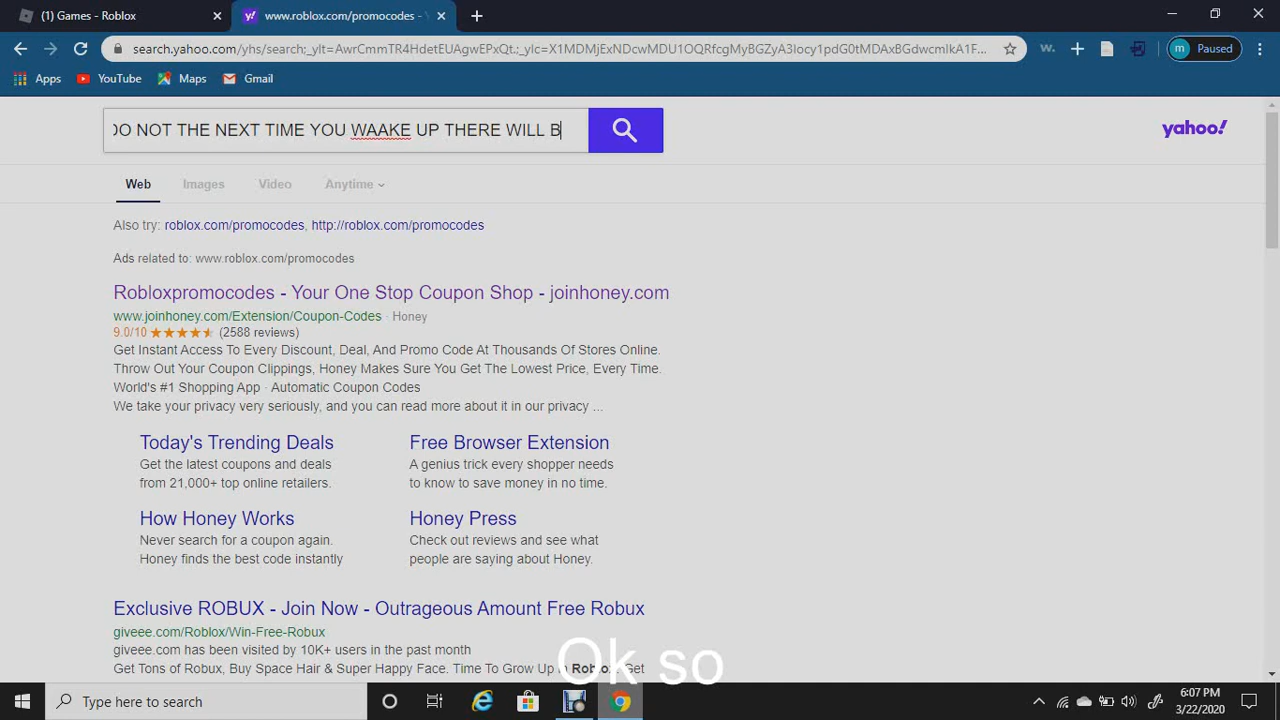 (1) Games - Roblox
www.roblox.com/promocodes - Y
search.yahoo.com/yhs/search;_ylt=AwrCmmTR4HdetEUAgwEPxQt.;_ylc=X1MDMjExNDcwMDU1OQRfcgMyBGZyA3Iocy1pdG0tMDAxBGdwcmlkA1F...
w.
m Paused
Apps
YouTube
Maps
Gmail
DO NOT THE NEXT TIME YOU WAAKE UP THERE WILL B
yahoo!
Web Images Video Anytime
Also try: roblox.com/promocodes, http://roblox.com/promocodes
Ads related to: www.roblox.com/promocodes
Robloxpromocodes - Your One Stop Coupon Shop - joinhoney.com
www.joinhoney.com/Extension/Coupon-Codes · Honey
9.0/10 (2588 reviews)
Get Instant Access To Every Discount, Deal, And Promo Code At Thousands Of Stores Online.
Throw Out Your Coupon Clippings, Honey Makes Sure You Get The Lowest Price, Every Time.
World's #1 Shopping App · Automatic Coupon Codes
We take your privacy very seriously, and you can read more about it in our privacy ...
Today's Trending Deals
Get the latest coupons and deals
from 21,000+ top online retailers.
Free Browser Extension
A genius trick every shopper needs
to know to save money in no time.
How Honey Works
Never search for a coupon again.
Honey finds the best code instantly
Honey Press
Check out reviews and see what
people are saying about Honey.
Exclusive ROBUX - Join Now - Outrageous Amount Free Robux
giveee.com/Roblox/Win-Free-Robux
giveee.com has been visited by 10K+ users in the past month
Get Tons of Robux, Buy Space Hair & Super Happy Face. Time To Grow Up In Roblox. Get
Ok so
Type here to search
6:07 PM
3/22/2020